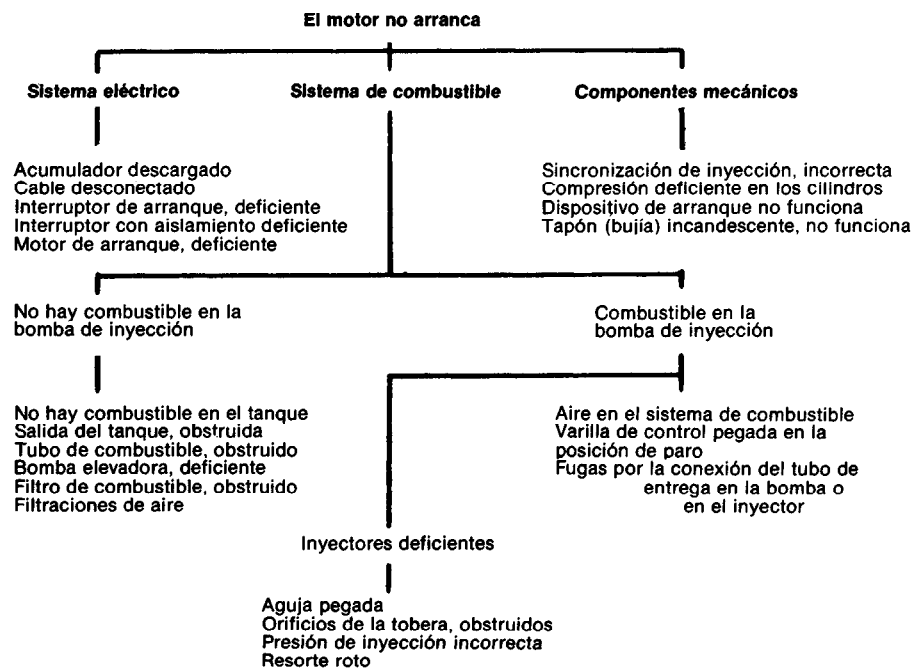 El motor no arranca
Sistema eléctrico
Sistema de combustible
Componentes mecánicos
Acumulador descargado
Cable desconectado
Interruptor de arranque, deficiente
Interruptor con aislamiento deficiente
Motor de arranque, deficiente
Sincronización de inyección, incorrecta
Compresión deficiente en los cilindros
Dispositivo de arranque no funciona
Tapón (bujía) incandescente, no funciona
No hay combustible en la
bomba de inyección
Combustible en la
bomba de inyección
No hay combustible en el tanque
Salida del tanque, obstruida
Tubo de combustible, obstruido
Bomba elevadora, deficiente
Filtro de combustible, obstruido
Filtraciones de aire
Aire en el sistema de combustible
Varilla de control pegada en la
posición de paro
Fugas por la conexión del tubo de
entrega en la bomba o
en el inyector
Inyectores deficientes
Aguja pegada
Orificios de la tobera, obstruidos
Presión de inyección incorrecta
Resorte roto